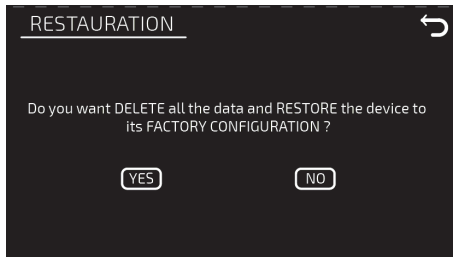 RESTAURATION
Do you want DELETE all the data and RESTORE the device to
its FACTORY CONFIGURATION ?
YES NO